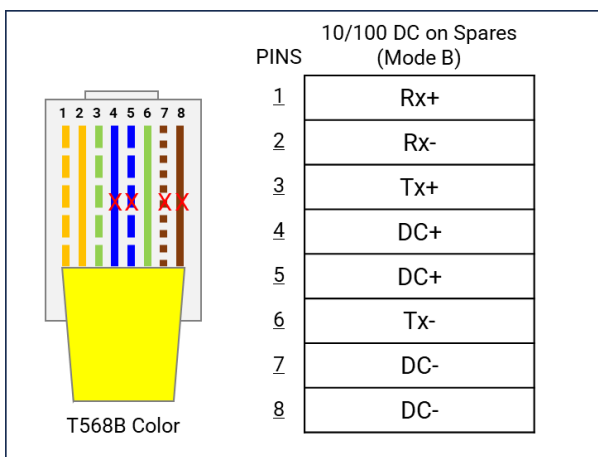 10/100 DC on Spares
PINS (Mode B)
1 2 3 4 5 6 7 8
X X X X
T568B Color
1 Rx+
2 Rx-
3 Tx+
4 DC+
5 DC+
6 Tx-
7 DC-
8 DC-